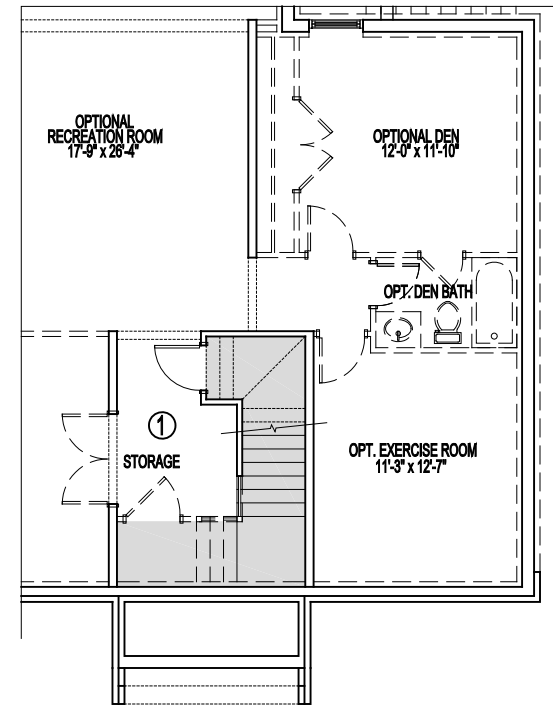 OPTIONAL
RECREATION ROOM
17'-9" x 26'-4"
OPTIONAL DEN
12'-0" x 11'-10"
OPT. DEN BATH
1
STORAGE
OPT. EXERCISE ROOM
11'-3" x 12'-7"